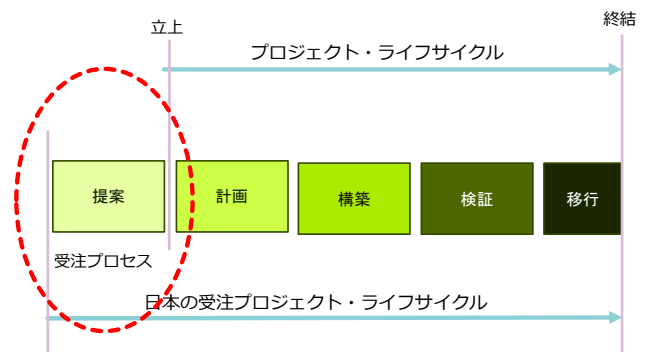 終結
立上
プロジェクト・ライフサイクル
提案
計画
構築
検証
移行
受注プロセス
日本の受注プロジェクト・ライフサイクル